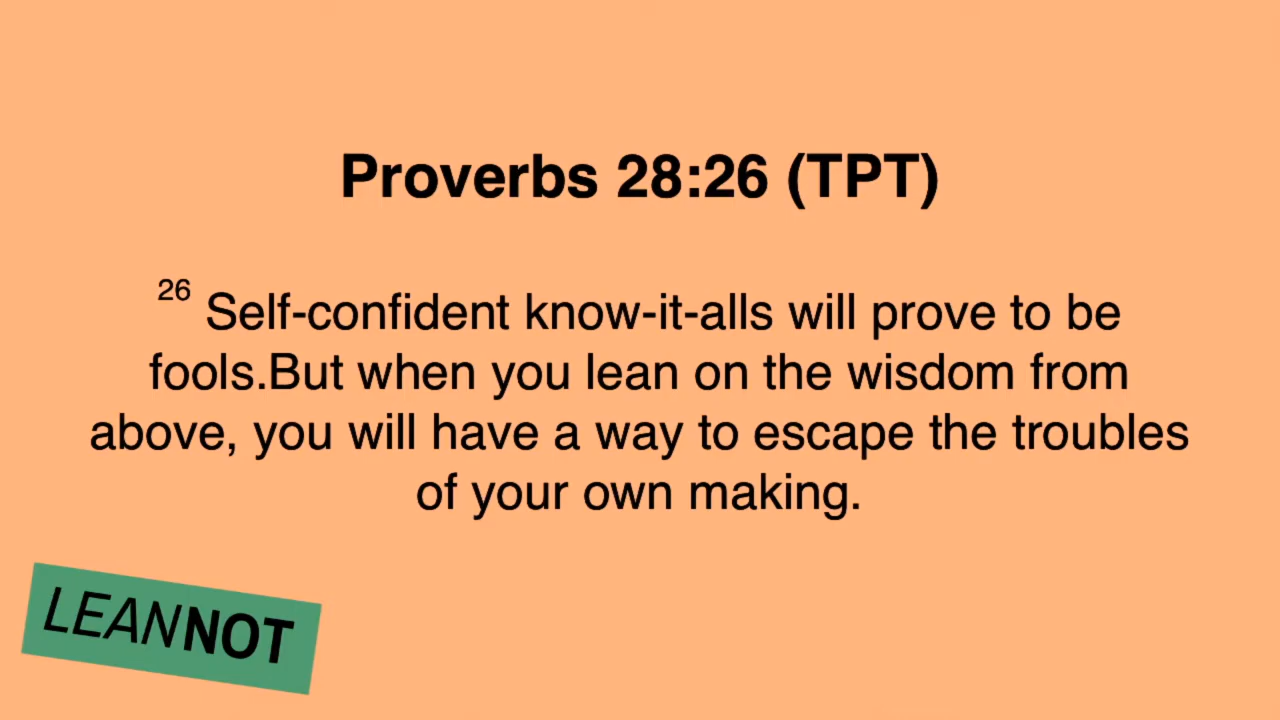 Proverbs 28:26 (TPT)
26 Self-confident know-it-alls will prove to be
fools.But when you lean on the wisdom from
above, you will have a way to escape the troubles
of your own making.
LEANNOT